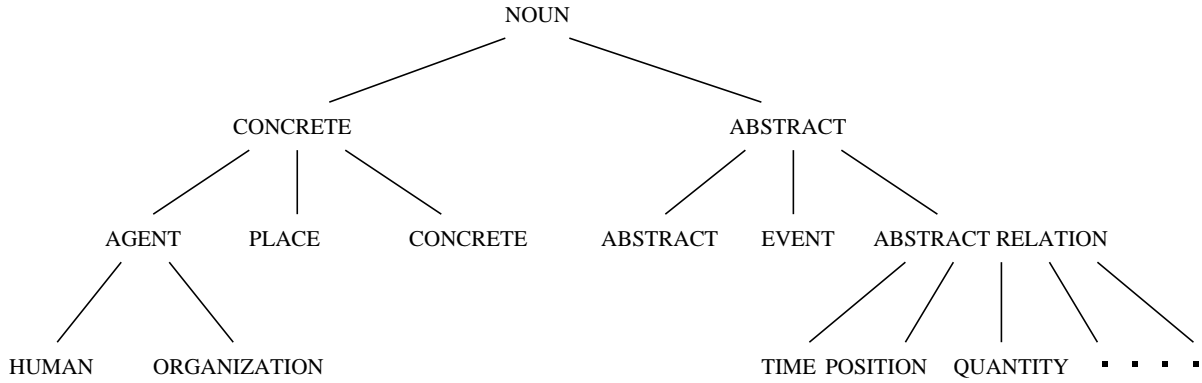 NOUN
CONCRETE ABSTRACT
AGENT PLACE CONCRETE ABSTRACT EVENT ABSTRACT RELATION
HUMAN ORGANIZATION TIME POSITION QUANTITY . . . .